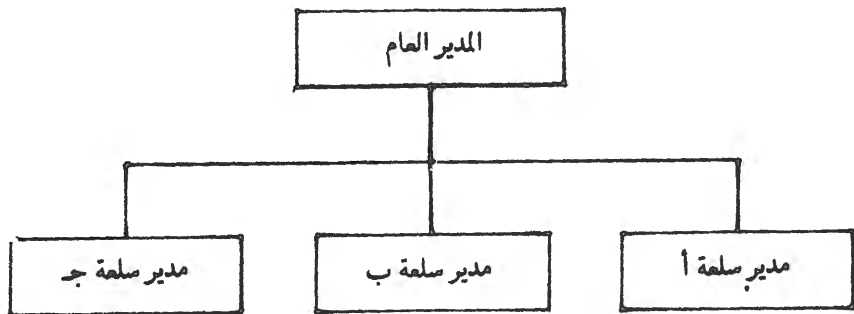 المدير العام
مدير سلعة أ
مدير سلعة ب
مدير سلعة جـ